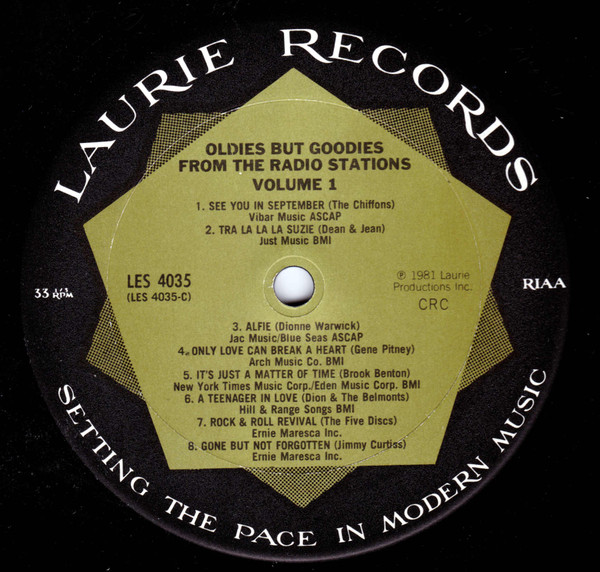 LAURIE RECORDS
OLDIES BUT GOODIES
FROM THE RADIO STATIONS
VOLUME 1
1. SEE YOU IN SEPTEMBER (The Chiffons)
Vibar Music ASCAP
2. TRA LA LA LA SUZIE (Dean & Jean)
Just Music BMI
33 1/3 RPM
LES 4035
(LES 4035-C)
℗ 1981 Laurie
Productions Inc.
CRC
RIAA
3. ALFIE (Dionne Warwick)
Jac Music/Blue Seas ASCAP
4. ONLY LOVE CAN BREAK A HEART (Gene Pitney)
Arch Music Co. BMI
5. IT'S JUST A MATTER OF TIME (Brook Benton)
New York Times Music Corp./Eden Music Corp. BMI
6. A TEENAGER IN LOVE (Dion & The Belmonts)
Hill & Range Songs BMI
7. ROCK & ROLL REVIVAL (The Five Discs)
Ernie Maresca Inc.
8. GONE BUT NOT FORGOTTEN (Jimmy Curtiss)
Ernie Maresca Inc.
SETTING THE PACE IN MODERN MUSIC